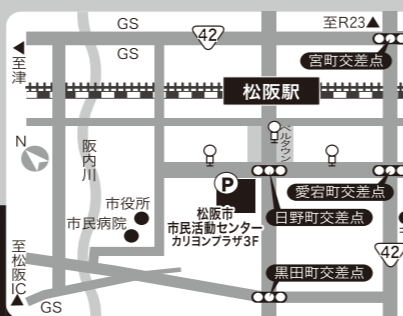 GS
42
至R23▲
GS
◀至津
宮町交差点
松阪駅
N
阪内川
ベルタウン
P
愛宕町交差点
市役所
市民病院
松阪市
市民活動センター
カリヨンプラザ3F
日野町交差点
至松阪IC▶
42
黒田町交差点
GS